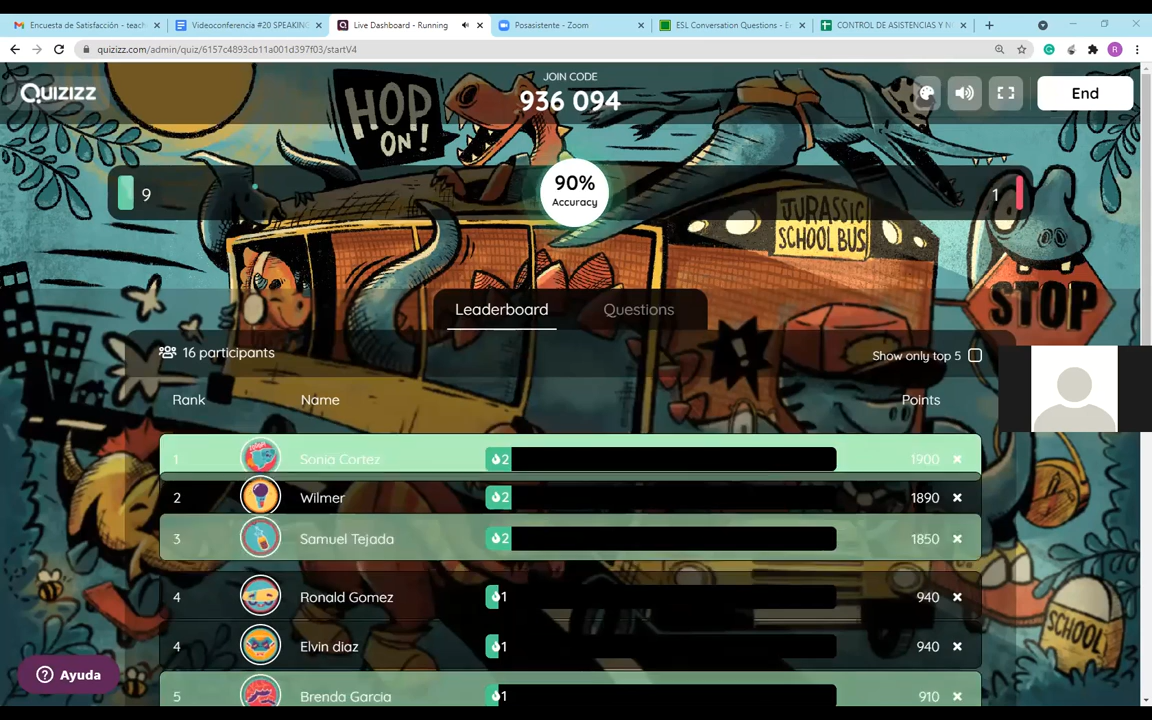 Encuesta de Satisfacción - teach
Videoconferencia #20 SPEAKING
Live Dashboard - Running
Posasistente - Zoom
ESL Conversation Questions - E
CONTROL DE ASISTENCIAS Y N
quizizz.com/admin/quiz/6157c4893cb11a001d397f03/startV4
R
Quizizz
HOP ON!
JOIN CODE
936 094
End
9
90%
Accuracy
1
JURASSIC
SCHOOL BUS
STOP
Leaderboard
Questions
16 participants
Show only top 5
Rank Name Points
1 Sonia Cortez 2 1900
2 Wilmer 2 1890
3 Samuel Tejada 2 1850
4 Ronald Gomez 1 940
4 Elvin diaz 1 940
5 Brenda Garcia 1 910
SCHOOL
Ayuda